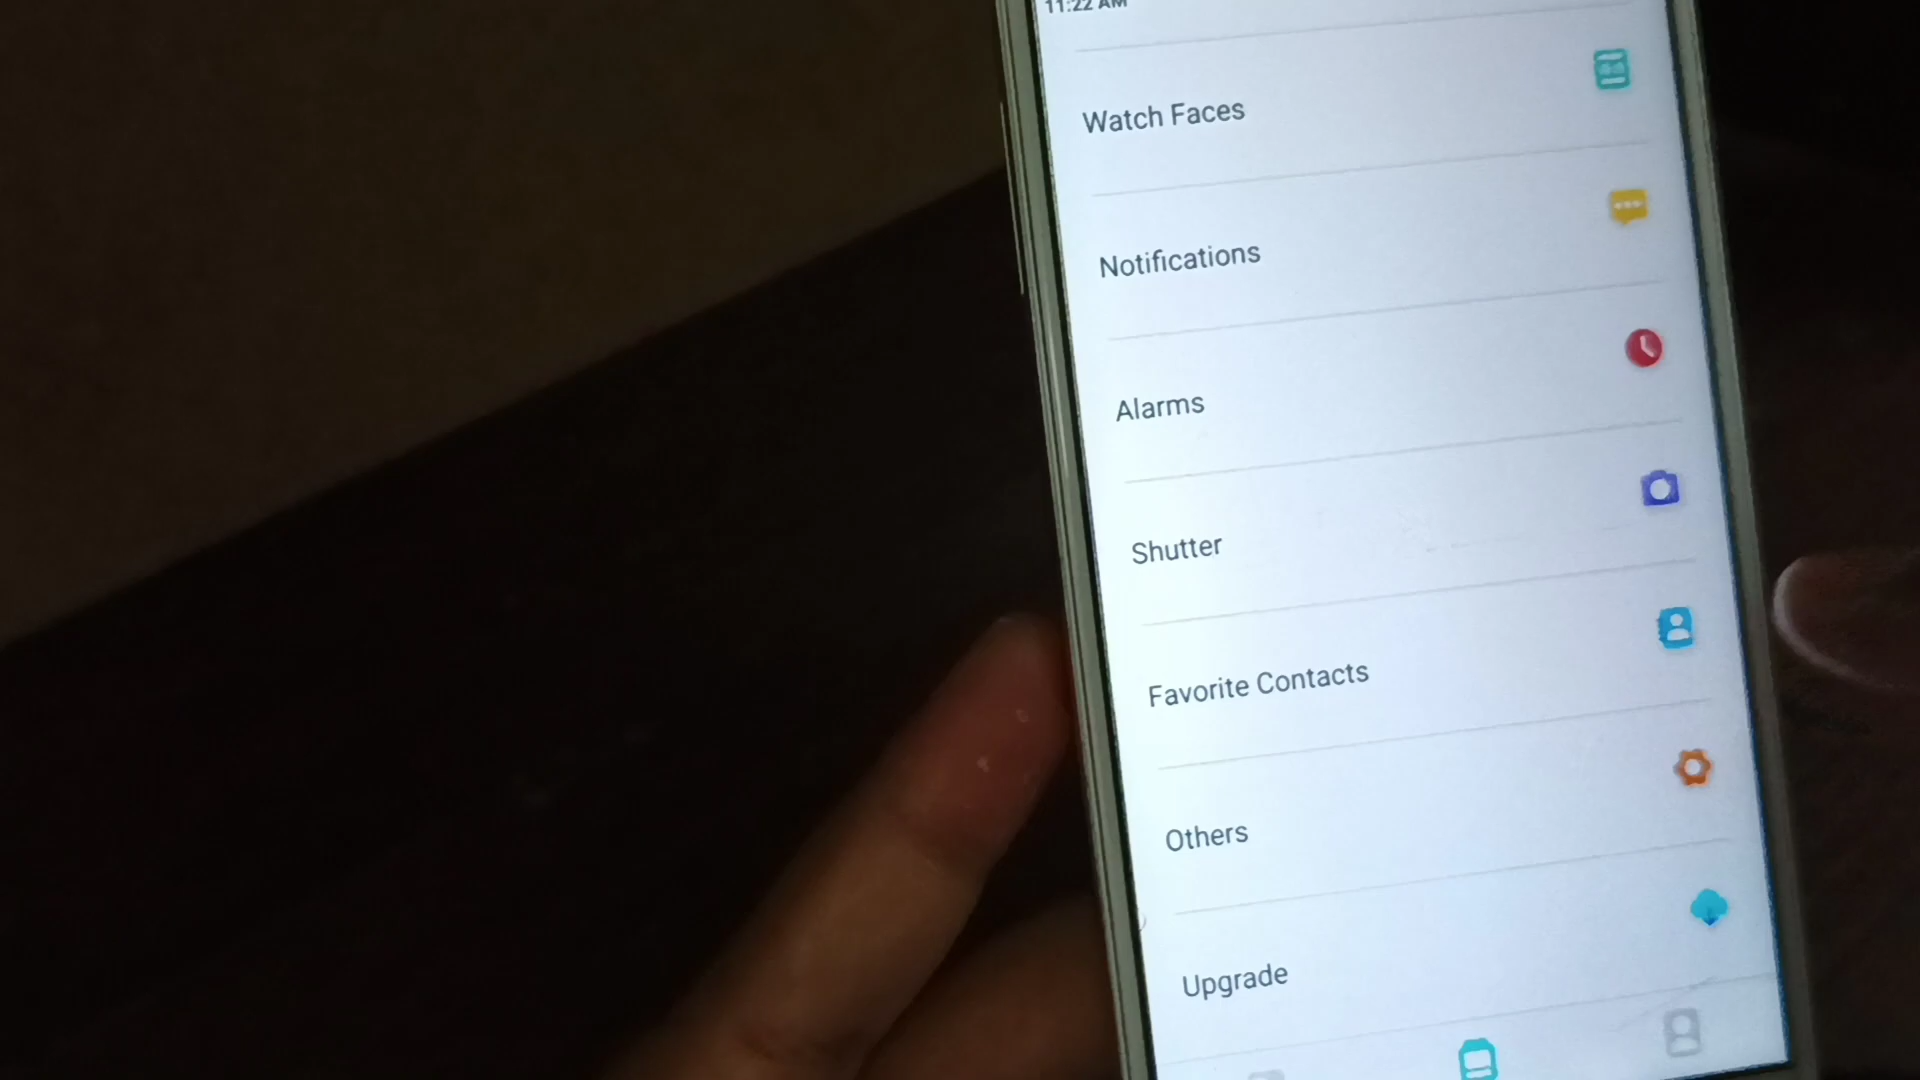 11:22 AM
Watch Faces
Notifications
Alarms
Shutter
Favorite Contacts
Others
Upgrade